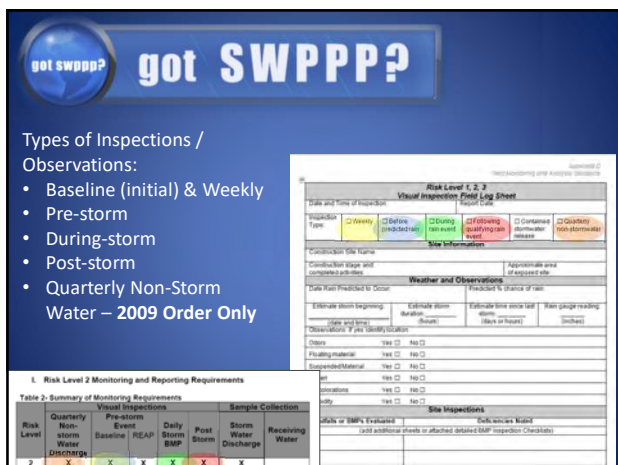 got swppp?
got SWPPP?
Types of Inspections /
Observations:
• Baseline (initial) & Weekly
• Pre-storm
• During-storm
• Post-storm
• Quarterly Non-Storm
Water – 2009 Order Only
Risk Level 1, 2, 3
Visual Inspection Field Log Sheet
Date and Time of Inspection: Report Date:
Inspection Type: ☐ Weekly ☐ Before predicted rain ☐ During rain event ☐ Following qualifying rain event ☐ Contained stormwater release ☐ Quarterly non-stormwater
Site Information
Construction Site Name:
Construction stage and
completed activities:
Approximate area
of exposed site:
Weather and Observations
Date Rain Predicted to Occur: Predicted % chance of rain:
Estimate storm beginning:
(date and time)
Estimate storm
duration:
(hours)
Estimate time since last
storm:
(days or hours)
Rain gauge reading:
(inches)
Observations: If yes identify location
Odors Yes ☐ No ☐
Floating material Yes ☐ No ☐
Suspended Material Yes ☐ No ☐
Yes ☐ No ☐
Yes ☐ No ☐
Yes ☐ No ☐
Site Inspections
or BMPs Evaluated Deficiencies Noted
(add additional sheets or attached detailed BMP Inspection Checklists)
I. Risk Level 2 Monitoring and Reporting Requirements
Table 2- Summary of Monitoring Requirements
Visual Inspections Sample Collection
Risk
Level
Quarterly
Non-
storm
Water
Discharge
Pre-storm
Event
Baseline REAP
Daily
Storm
BMP
Post
Storm
Storm
Water
Discharge
Receiving
Water
2 X X X X X X